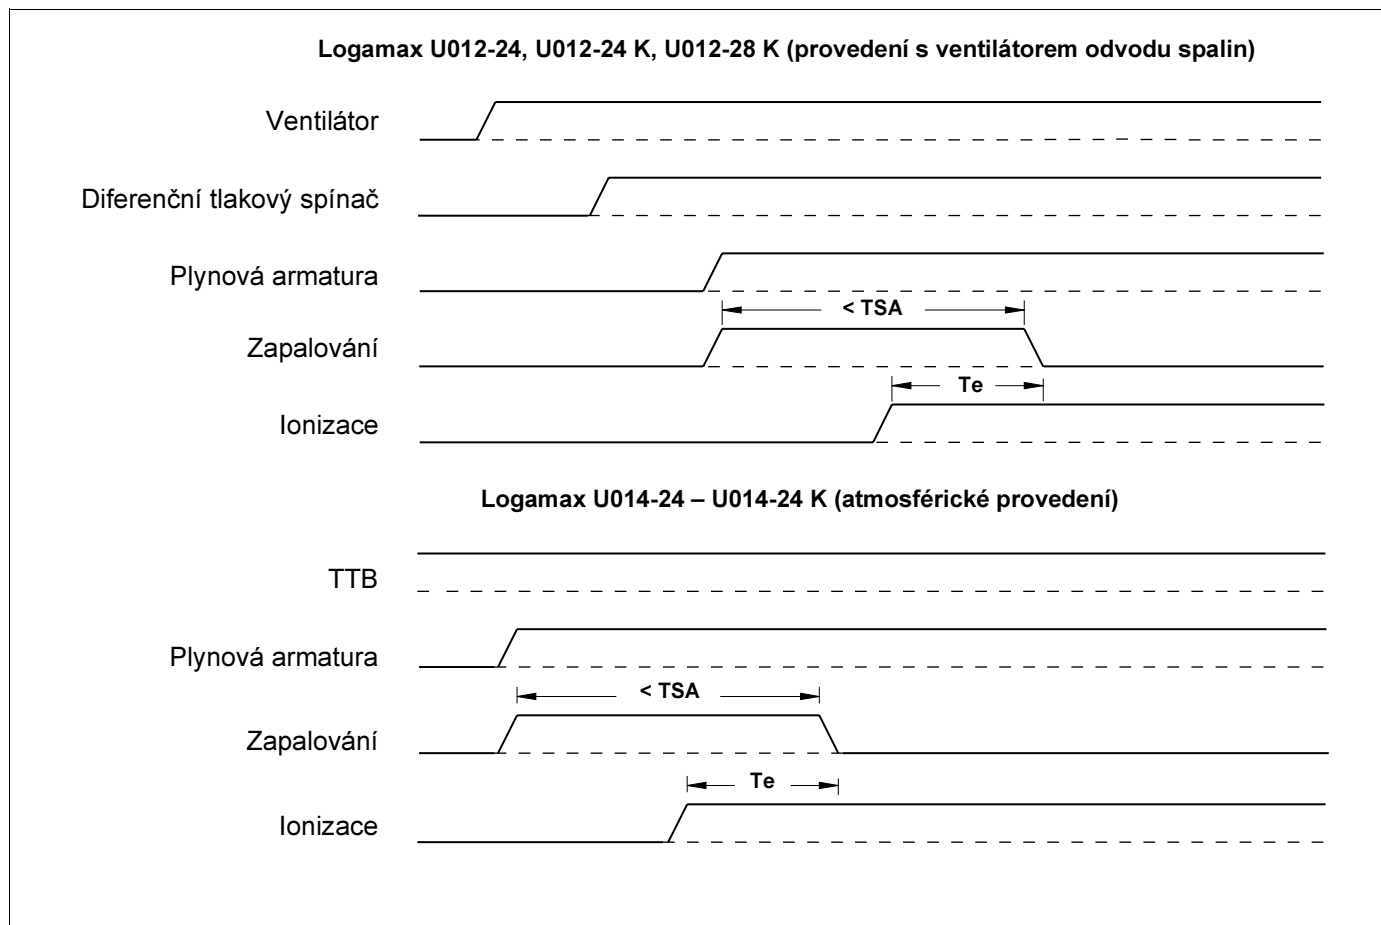 Logamax U012-24, U012-24 K, U012-28 K (provedení s ventilátorem odvodu spalin)
Ventilátor
Diferenční tlakový spínač
Plynová armatura
< TSA
Zapalování
Te
Ionizace
Logamax U014-24 – U014-24 K (atmosférické provedení)
TTB
Plynová armatura
< TSA
Zapalování
Te
Ionizace